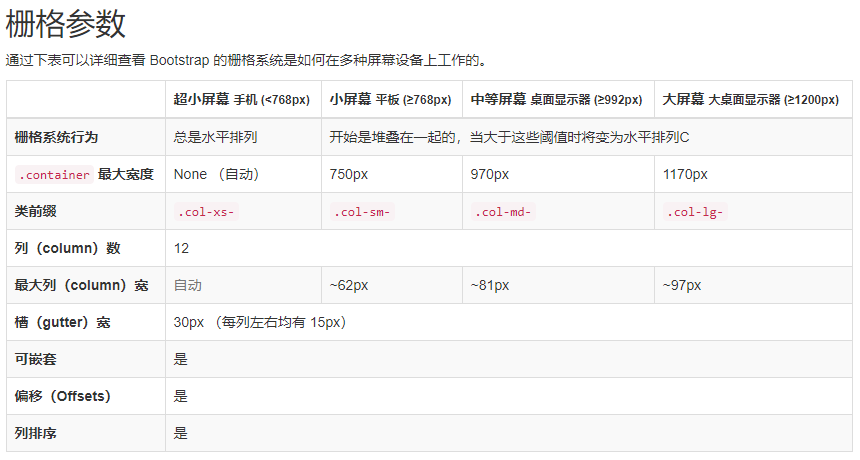 栅格参数
通过下表可以详细查看 Bootstrap 的栅格系统是如何在多种屏幕设备上工作的。
超小屏幕 手机 (<768px) 小屏幕 平板 (≥768px) 中等屏幕 桌面显示器 (≥992px) 大屏幕 大桌面显示器 (≥1200px)
栅格系统行为 总是水平排列 开始是堆叠在一起的，当大于这些阈值时将变为水平排列C
.container 最大宽度 None （自动） 750px 970px 1170px
类前缀 .col-xs- .col-sm- .col-md- .col-lg-
列（column）数 12
最大列（column）宽 自动 ~62px ~81px ~97px
槽（gutter）宽 30px （每列左右均有 15px）
可嵌套 是
偏移（Offsets） 是
列排序 是